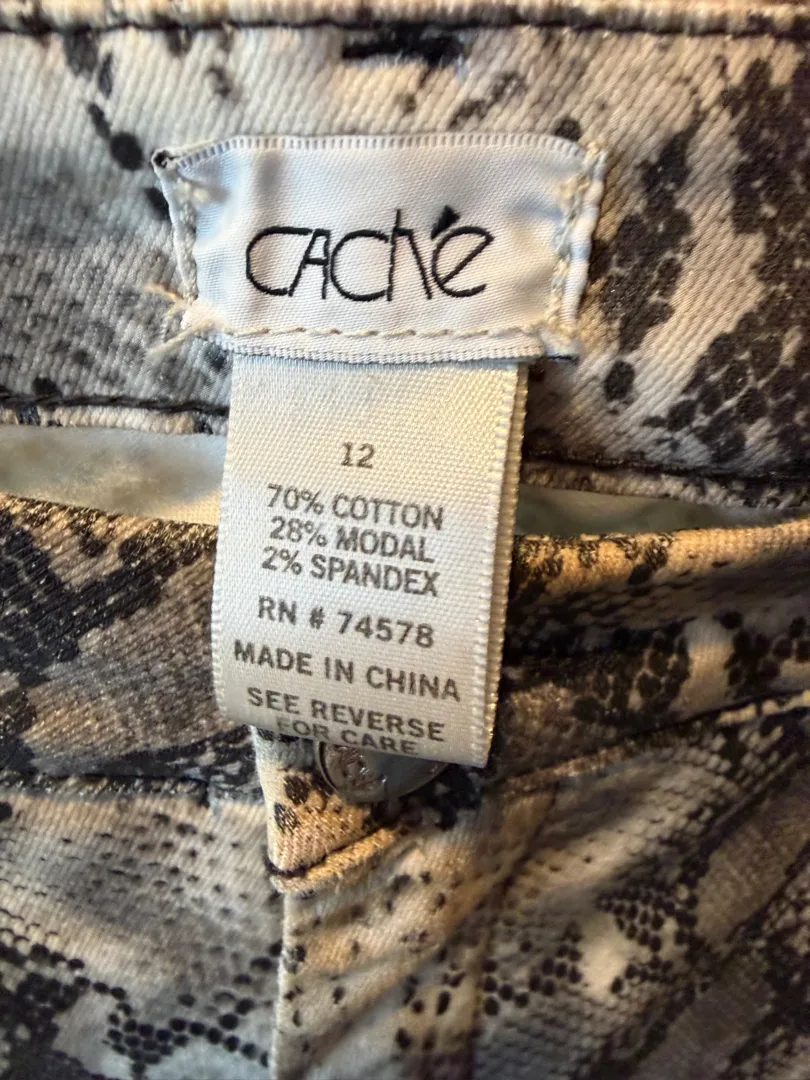 CACHÉ
12
70% COTTON
28% MODAL
2% SPANDEX
RN # 74578
MADE IN CHINA
SEE REVERSE
FOR CARE